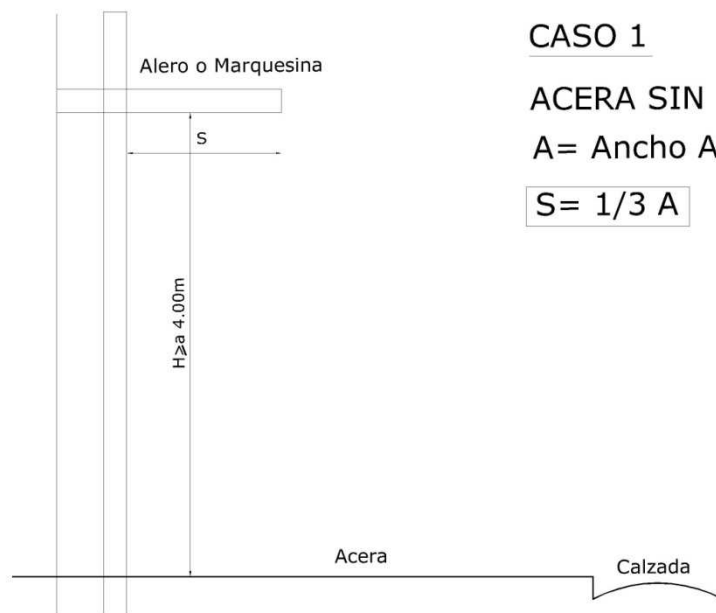 CASO 1
Alero o Marquesina
ACERA SIN
A= Ancho A
S
S= 1/3 A
H⩾a 4.00m
Acera
Calzada